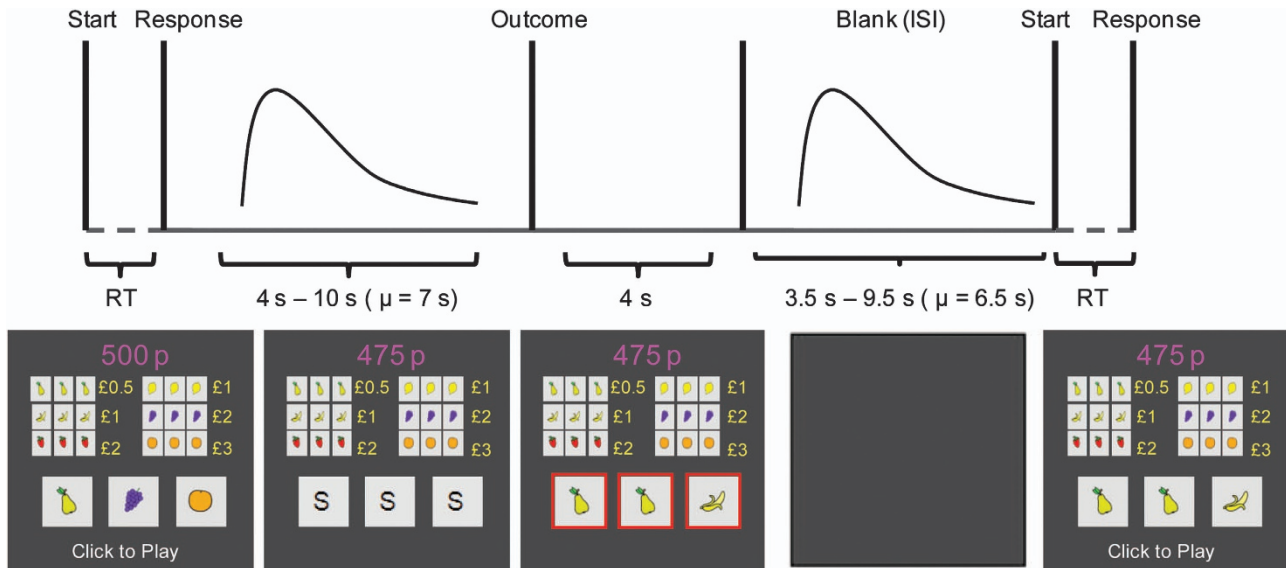 Start Response Outcome Blank (ISI) Start Response
RT 4 s – 10 s ( μ = 7 s) 4 s 3.5 s – 9.5 s ( μ = 6.5 s) RT
500 p
£0.5 £1
£1 £2
£2 £3
Click to Play
475 p
£0.5 £1
£1 £2
£2 £3
S S S
475 p
£0.5 £1
£1 £2
£2 £3
475 p
£0.5 £1
£1 £2
£2 £3
Click to Play